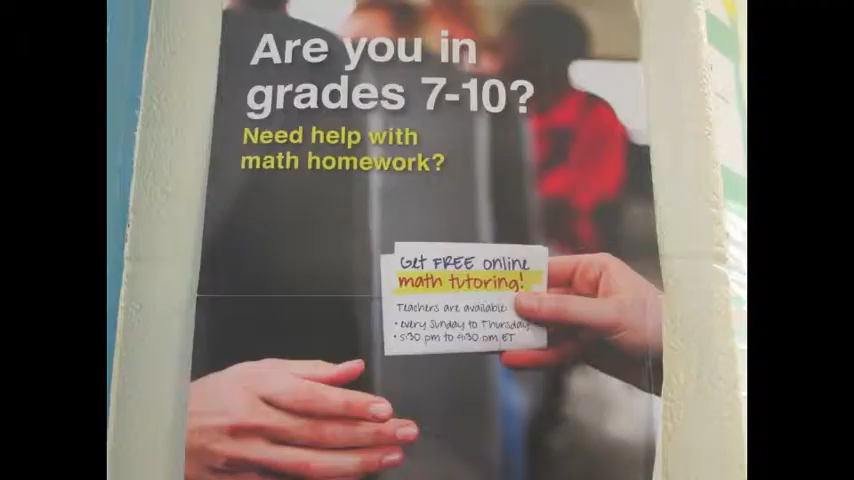 Are you in
grades 7-10?
Need help with
math homework?
Get FREE online
math tutoring!
Teachers are available:
• every Sunday to Thursday
• 5:30 pm to 9:30 pm ET